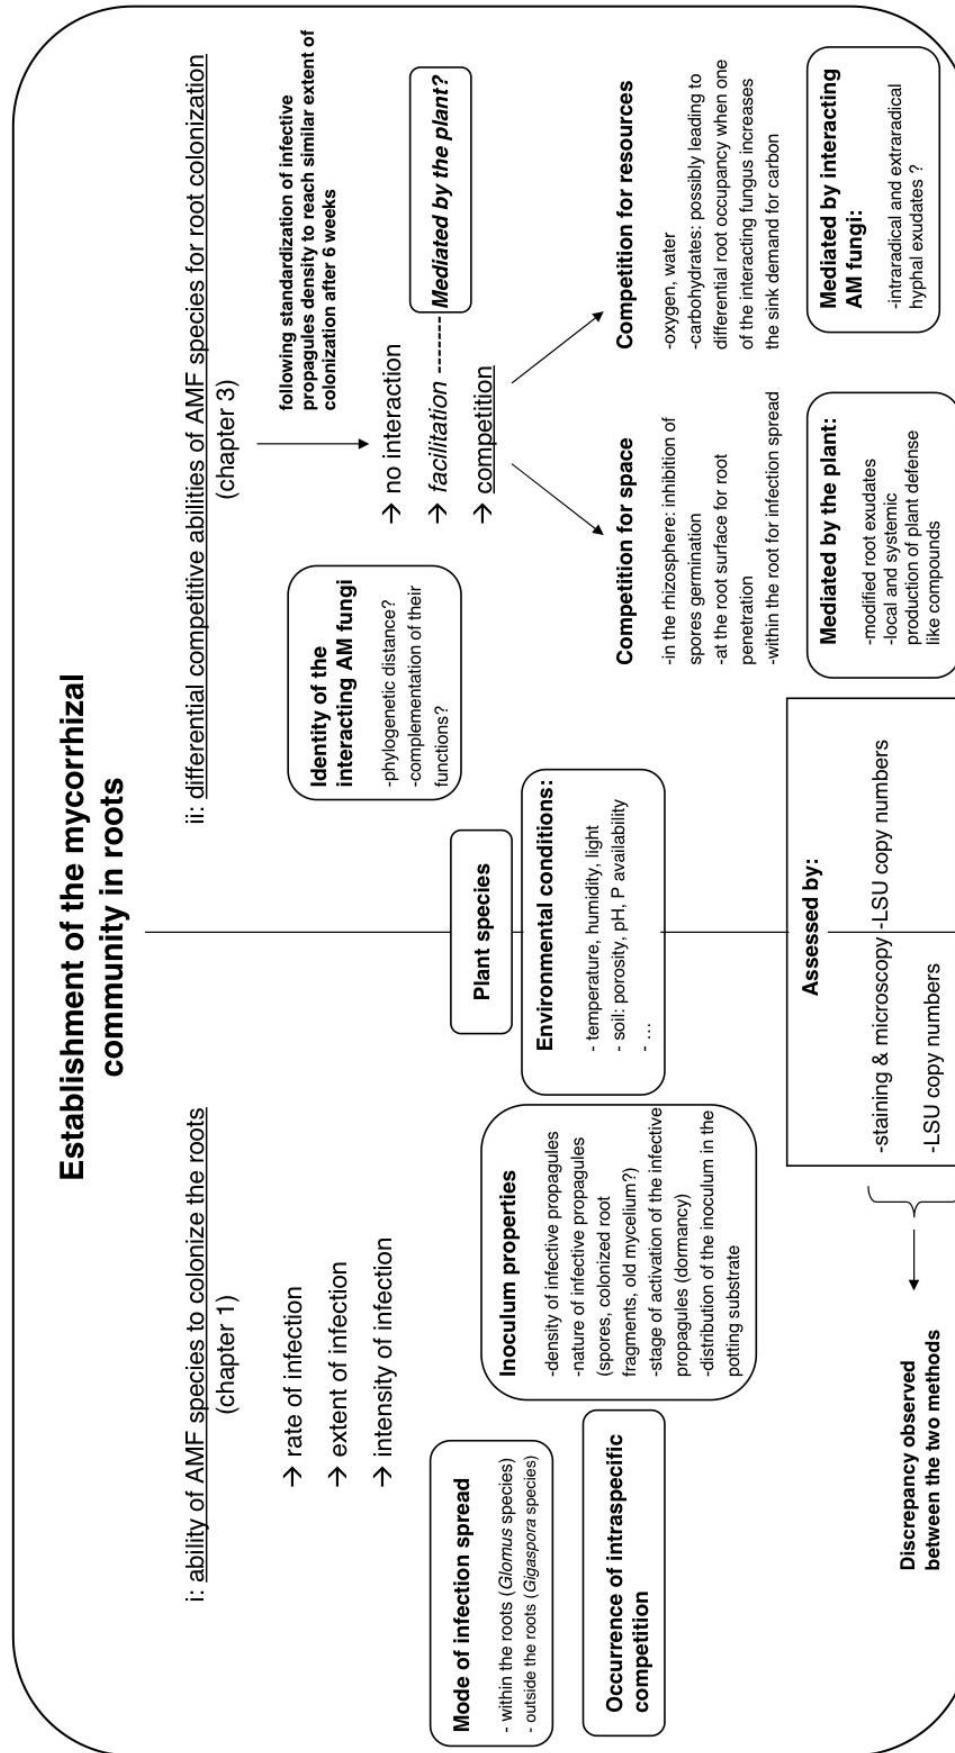 Establishment of the mycorrhizal
community in roots
i: ability of AMF species to colonize the roots
(chapter 1)
→ rate of infection
→ extent of infection
→ intensity of infection
Mode of infection spread
- within the roots (Glomus species)
- outside the roots (Gigaspora species)
Occurrence of intraspecific
competition
Inoculum properties
-density of infective propagules
-nature of infective propagules
(spores, colonized root
fragments, old mycelium?)
-stage of activation of the infective
propagules (dormancy)
-distribution of the inoculum in the
potting substrate
Plant species
Environmental conditions:
- temperature, humidity, light
- soil: porosity, pH, P availability
- ...
ii: differential competitive abilities of AMF species for root colonization
(chapter 3)
following standardization of infective
propagules density to reach similar extent of
colonization after 6 weeks
Identity of the
interacting AM fungi
-phylogenetic distance?
-complementation of their
functions?
→ no interaction
→ facilitation ------- Mediated by the plant?
→ competition
Competition for space
-in the rhizosphere: inhibition of
spores germination
-at the root surface for root
penetration
-within the root for infection spread
Competition for resources
-oxygen, water
-carbohydrates: possibly leading to
differential root occupancy when one
of the interacting fungus increases
the sink demand for carbon
Mediated by the plant:
-modified root exudates
-local and systemic
production of plant defense
like compounds
Mediated by interacting
AM fungi:
-intraradical and extraradical
hyphal exudates ?
Assessed by:
-staining & microscopy -LSU copy numbers
-LSU copy numbers
Discrepancy observed
between the two methods